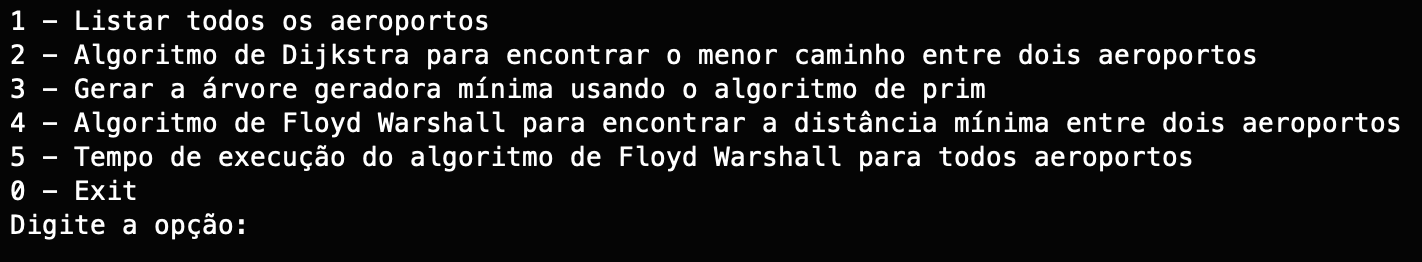 1 - Listar todos os aeroportos
2 - Algoritmo de Dijkstra para encontrar o menor caminho entre dois aeroportos
3 - Gerar a árvore geradora mínima usando o algoritmo de prim
4 - Algoritmo de Floyd Warshall para encontrar a distância mínima entre dois aeroportos
5 - Tempo de execução do algoritmo de Floyd Warshall para todos aeroportos
0 - Exit
Digite a opção: